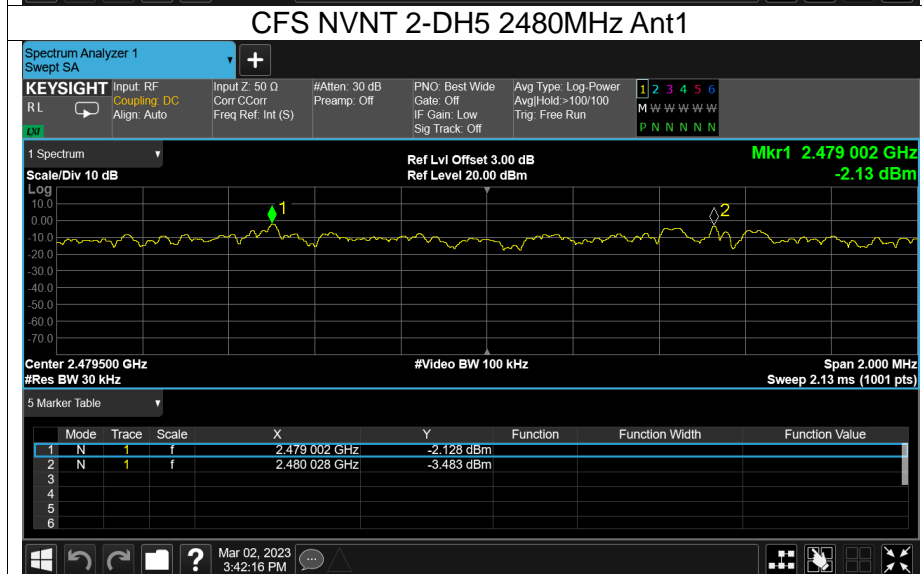 CFS NVNT 2-DH5 2480MHz Ant1
Spectrum Analyzer 1
Swept SA
+
KEYSIGHT Input: RF Input Z: 50 Ω #Atten: 30 dB PNO: Best Wide Avg Type: Log-Power 1 2 3 4 5 6
RL Coupling: DC Corr CCorr Preamp: Off Gate: Off Avg|Hold:>100/100 M W W W W W
Align: Auto Freq Ref: Int (S) IF Gain: Low Trig: Free Run
LXI Sig Track: Off P N N N N N
1 Spectrum Ref Lvl Offset 3.00 dB Mkr1 2.479 002 GHz
Scale/Div 10 dB Ref Level 20.00 dBm -2.13 dBm
Log
10.0
0.00
-10.0
-20.0
-30.0
-40.0
-50.0
-60.0
-70.0
1
2
Center 2.479500 GHz #Video BW 100 kHz Span 2.000 MHz
#Res BW 30 kHz Sweep 2.13 ms (1001 pts)
5 Marker Table
Mode Trace Scale X Y Function Function Width Function Value
1 N 1 f 2.479 002 GHz -2.128 dBm
2 N 1 f 2.480 028 GHz -3.483 dBm
3
4
5
6
? Mar 02, 2023
3:42:16 PM